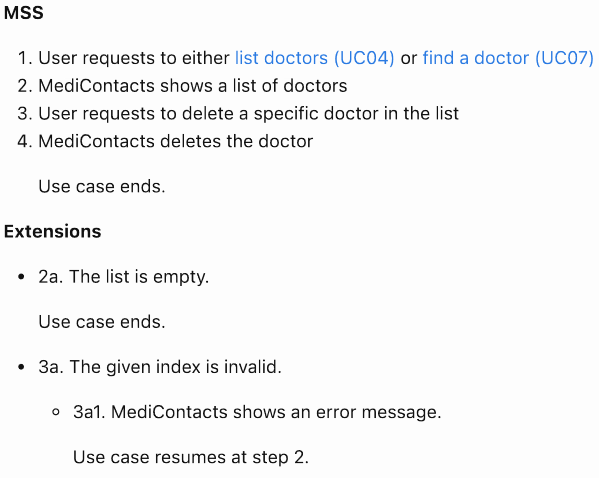 MSS
1. User requests to either list doctors (UC04) or find a doctor (UC07)
2. MediContacts shows a list of doctors
3. User requests to delete a specific doctor in the list
4. MediContacts deletes the doctor
Use case ends.
Extensions
• 2a. The list is empty.
Use case ends.
• 3a. The given index is invalid.
◦ 3a1. MediContacts shows an error message.
Use case resumes at step 2.